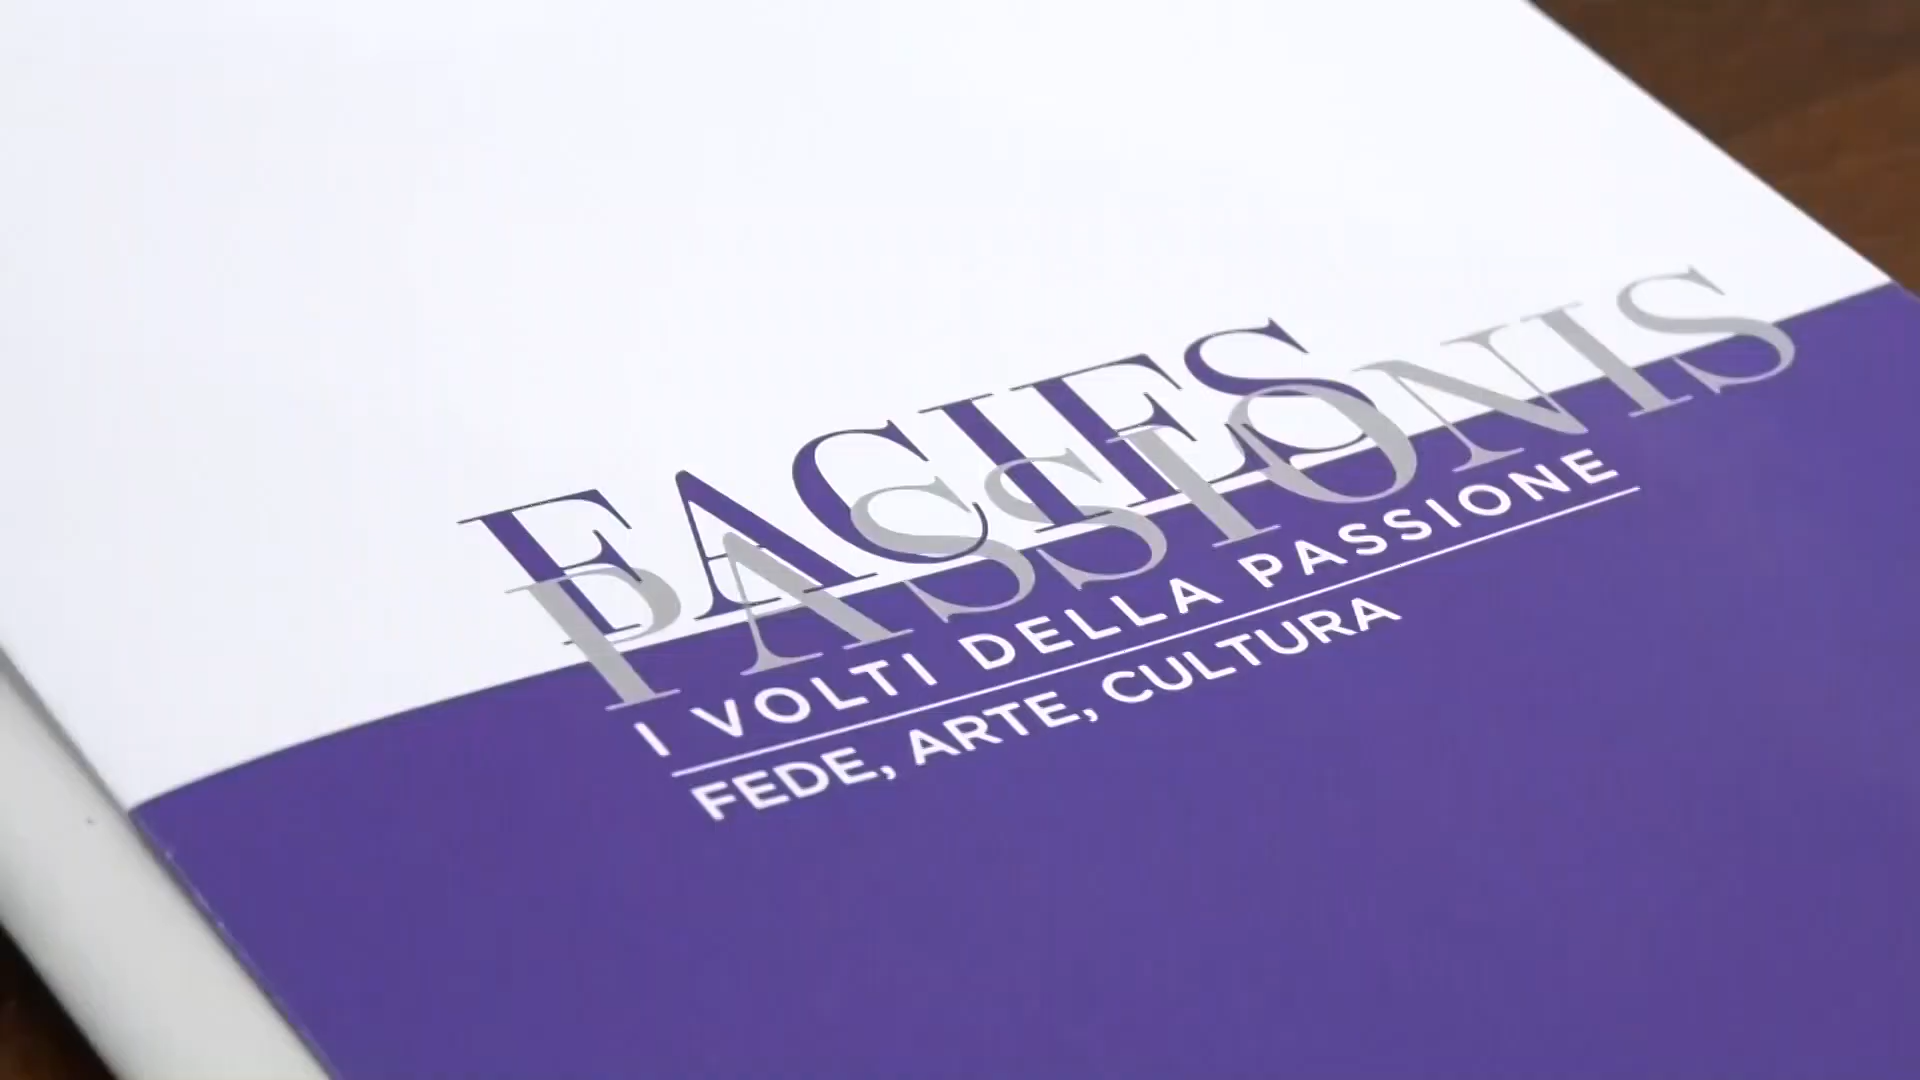 FACIES
PASSIONIS
I VOLTI DELLA PASSIONE
FEDE, ARTE, CULTURA